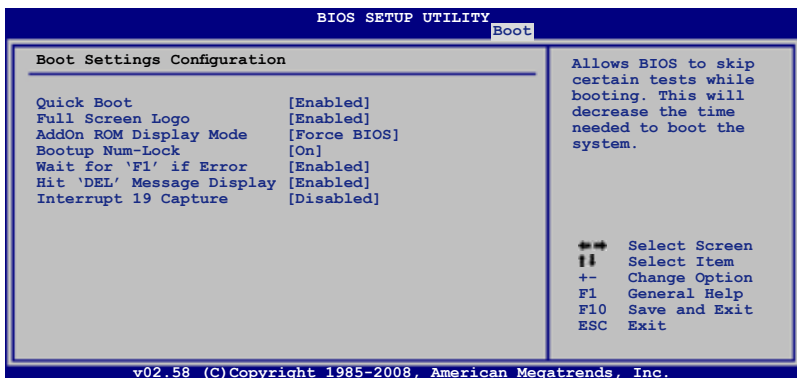 BIOS SETUP UTILITY
Boot
Boot Settings Configuration
Quick Boot [Enabled]
Full Screen Logo [Enabled]
AddOn ROM Display Mode [Force BIOS]
Bootup Num-Lock [On]
Wait for ‘F1’ if Error [Enabled]
Hit ‘DEL’ Message Display [Enabled]
Interrupt 19 Capture [Disabled]
Allows BIOS to skip
certain tests while
booting. This will
decrease the time
needed to boot the
system.
←→ Select Screen
↑↓ Select Item
+- Change Option
F1 General Help
F10 Save and Exit
ESC Exit
v02.58 (C)Copyright 1985-2008, American Megatrends, Inc.